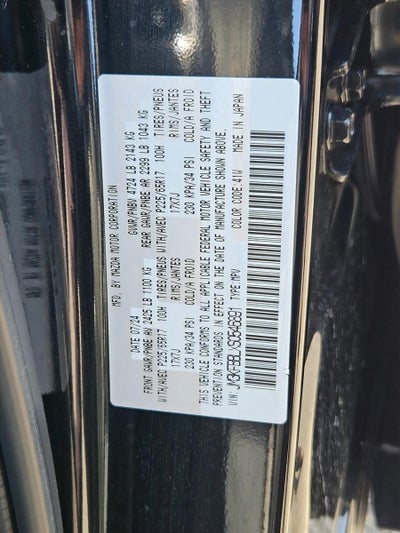 MFD. BY MAZDA MOTOR CORPORATION
DATE 07/24 GVWR/PNBV 4724 LB 2143 KG
FRONT GAWR/PNBE AV 2425 LB 1100 KG REAR GAWR/PNBE AR 2299 LB 1043 KG
WITH/AVEC P225/65R17 100H TIRES/PNEUS WITH/AVEC P225/65R17 100H TIRES/PNEUS
17X7J RIMS/JANTES 17X7J RIMS/JANTES
230 KPA/34 PSI COLD/A FROID 230 KPA/34 PSI COLD/A FROID
THIS VEHICLE CONFORMS TO ALL APPLICABLE FEDERAL MOTOR VEHICLE SAFETY AND THEFT
PREVENTION STANDARDS IN EFFECT ON THE DATE OF MANUFACTURE SHOWN ABOVE.
VIN: TYPE:MPV COLOR CODE:41W MADE IN JAPAN